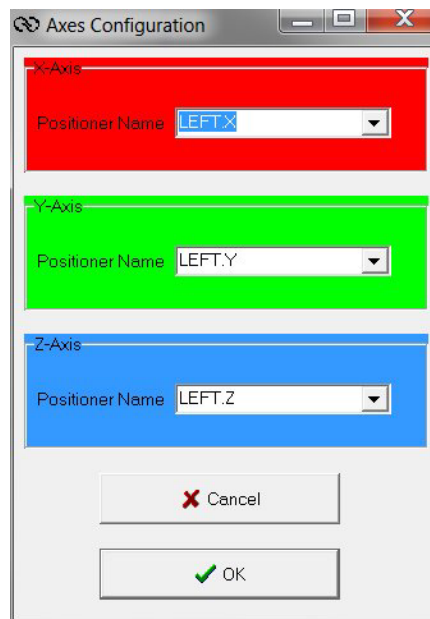 Axes Configuration
X-Axis
Positioner Name LEFT.X
Y-Axis
Positioner Name LEFT.Y
Z-Axis
Positioner Name LEFT.Z
Cancel
OK